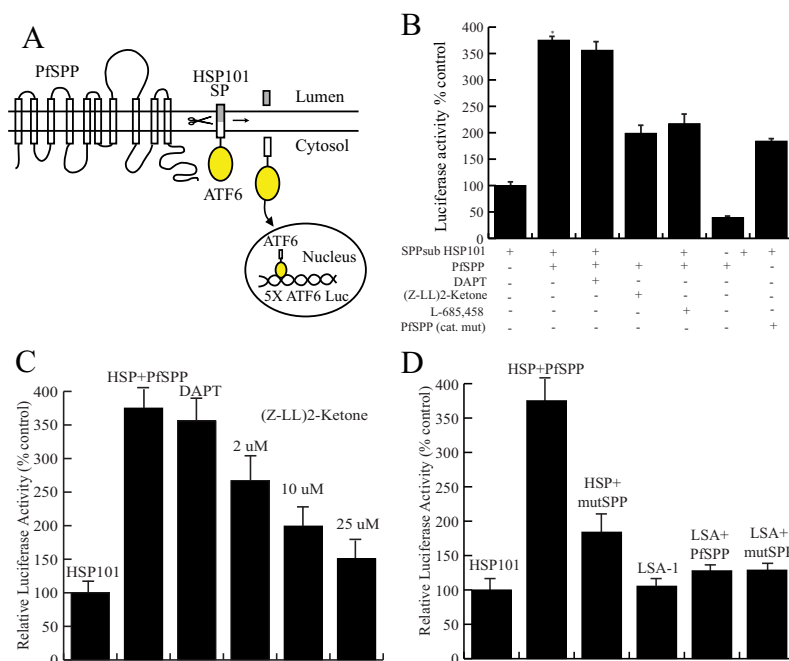 A
PfSPP
HSP101
SP
Lumen
Cytosol
ATF6
ATF6
Nucleus
5X ATF6 Luc
B
Luciferase activity % control
400
350
300
250
200
150
100
50
0
*
SPPsub HSP101 + + + + - + +
PfSPP - + + + + + -
DAPT - - + - - - -
(Z-LL)2-Ketone - - - + - - -
L-685,458 - - - - + - -
PfSPP (cat. mut) - - - - - - +
C
Relative Luciferase Activity (% control)
400
350
300
250
200
150
100
50
0
HSP101
HSP+PfSPP
DAPT
(Z-LL)2-Ketone
2 uM
10 uM
25 uM
D
Relative Luciferase Activity (% control)
400
350
300
250
200
150
100
50
0
HSP101
HSP+PfSPP
HSP+
mutSPP
LSA-1
LSA+
PfSPP
LSA+
mutSPP